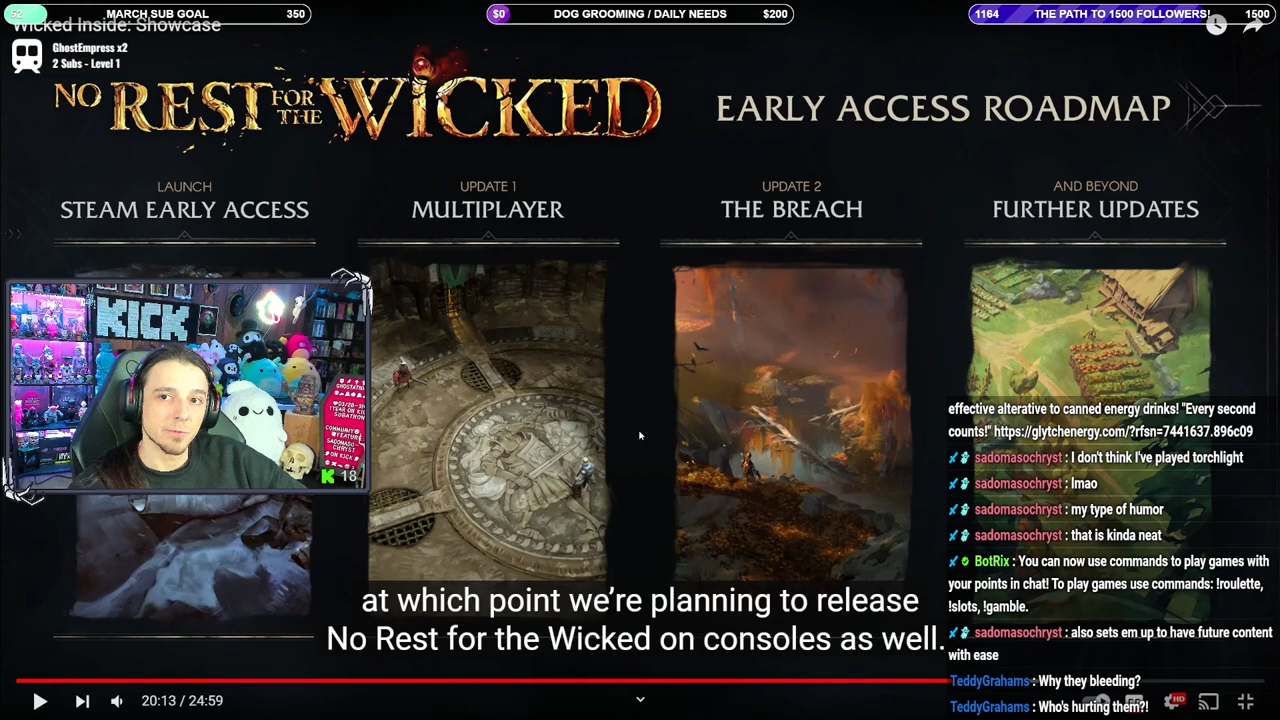 52
MARCH SUB GOAL
350
$0
DOG GROOMING / DAILY NEEDS
$200
1164
THE PATH TO 1500 FOLLOWERS!
1500
Wicked Inside: Showcase
GhostEmpress x2
2 Subs - Level 1
NO REST FOR THE WICKED
EARLY ACCESS ROADMAP
LAUNCH
STEAM EARLY ACCESS
UPDATE 1
MULTIPLAYER
UPDATE 2
THE BREACH
AND BEYOND
FURTHER UPDATES
KICK
COMMUNITY
ON KICK
K 18
effective alterative to canned energy drinks! "Every second
counts!" https://glytchenergy.com/?rfsn=7441637.896c09
sadomasochryst : I don't think I've played torchlight
sadomasochryst : lmao
sadomasochryst : my type of humor
sadomasochryst : that is kinda neat
BotRix : You can now use commands to play games with
your points in chat! To play games use commands: !roulette,
!slots, !gamble.
sadomasochryst : also sets em up to have future content
with ease
TeddyGrahams : Why they bleeding?
TeddyGrahams : Who's hurting them?!
at which point we're planning to release
No Rest for the Wicked on consoles as well.
20:13 / 24:59
HD